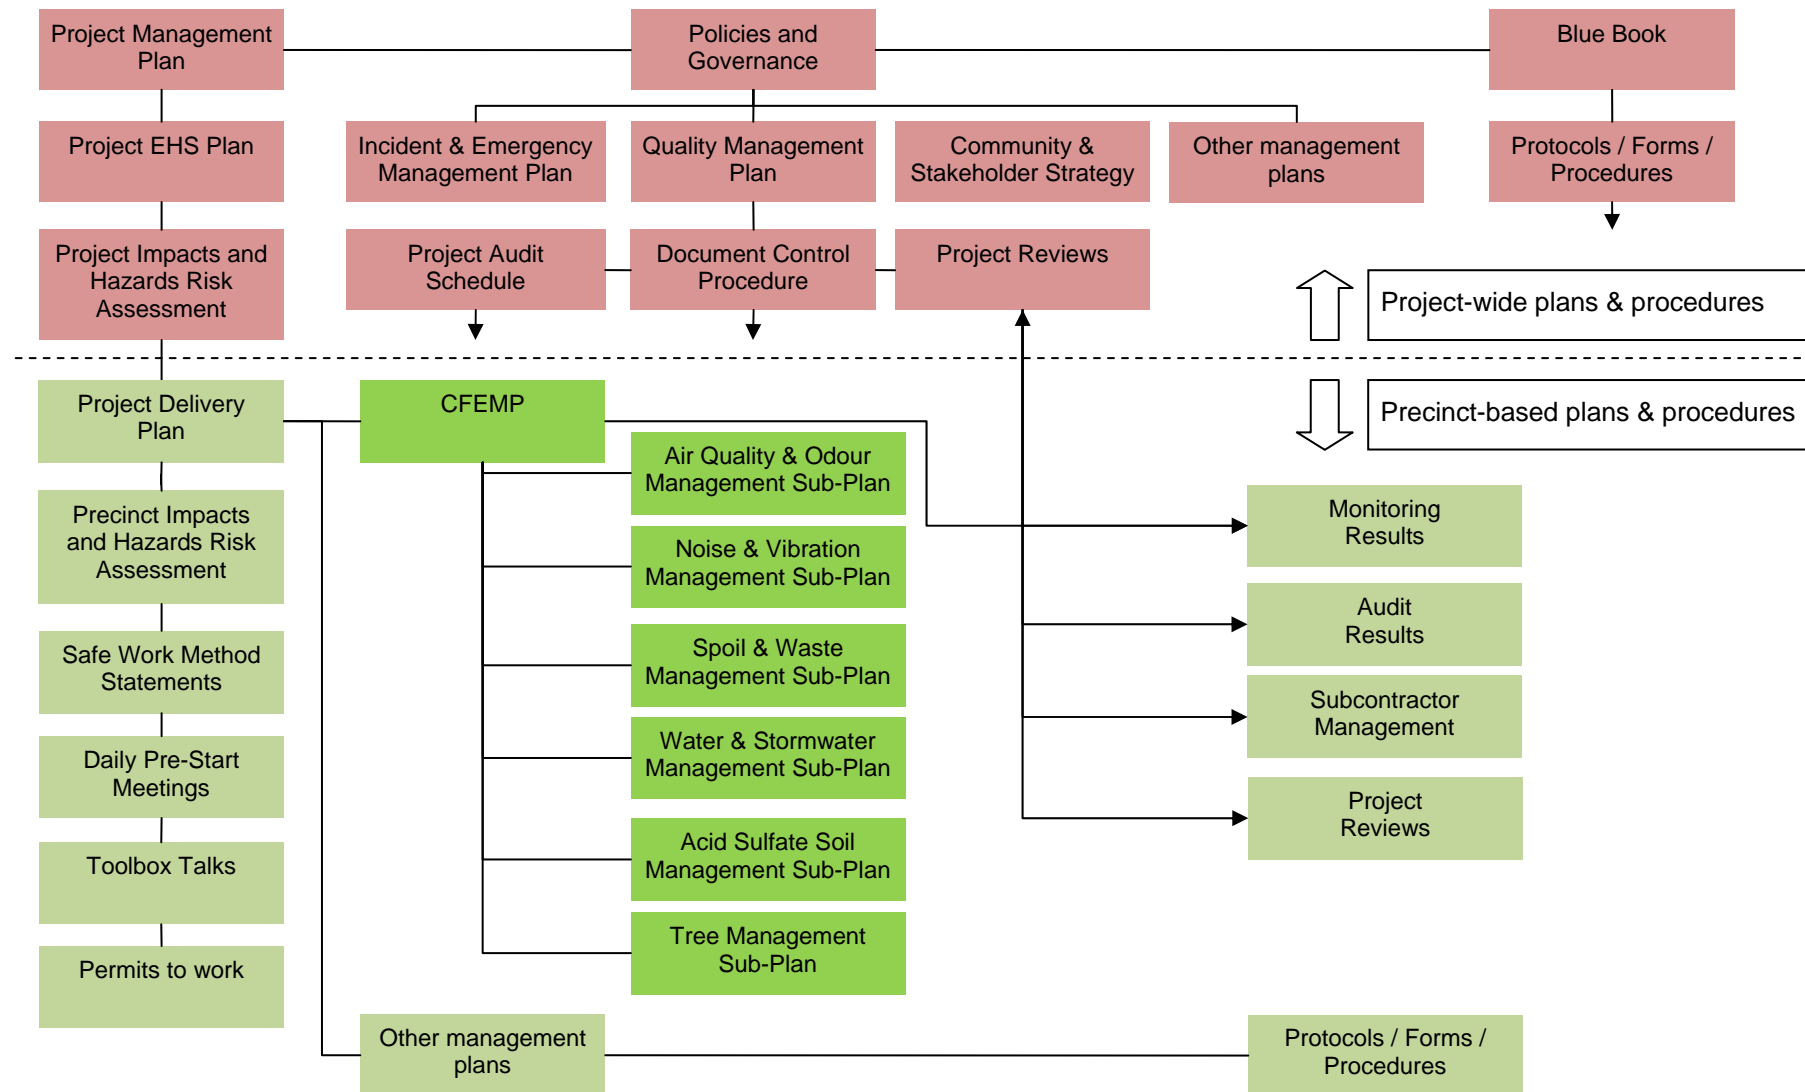 Project Management
Plan
Policies and
Governance
Blue Book
Project EHS Plan
Incident & Emergency
Management Plan
Quality Management
Plan
Community &
Stakeholder Strategy
Other management
plans
Protocols / Forms /
Procedures
Project Impacts and
Hazards Risk
Assessment
Project Audit
Schedule
Document Control
Procedure
Project Reviews
Project-wide plans & procedures
Precinct-based plans & procedures
Project Delivery
Plan
CFEMP
Air Quality & Odour
Management Sub-Plan
Precinct Impacts
and Hazards Risk
Assessment
Monitoring
Results
Noise & Vibration
Management Sub-Plan
Audit
Results
Safe Work Method
Statements
Spoil & Waste
Management Sub-Plan
Subcontractor
Management
Daily Pre-Start
Meetings
Water & Stormwater
Management Sub-Plan
Project
Reviews
Toolbox Talks
Acid Sulfate Soil
Management Sub-Plan
Tree Management
Sub-Plan
Permits to work
Other management
plans
Protocols / Forms /
Procedures